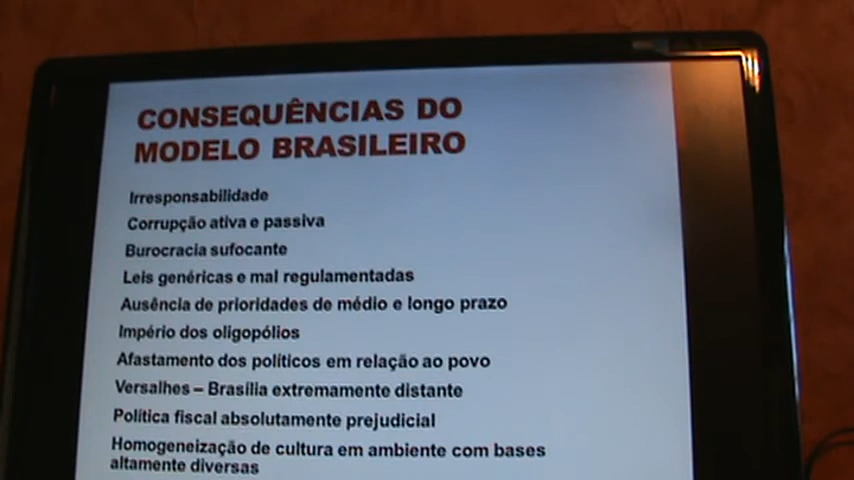 CONSEQUÊNCIAS DO
MODELO BRASILEIRO
Irresponsabilidade
Corrupção ativa e passiva
Burocracia sufocante
Leis genéricas e mal regulamentadas
Ausência de prioridades de médio e longo prazo
Império dos oligopólios
Afastamento dos políticos em relação ao povo
Versalhes – Brasília extremamente distante
Política fiscal absolutamente prejudicial
Homogeneização de cultura em ambiente com bases
altamente diversas